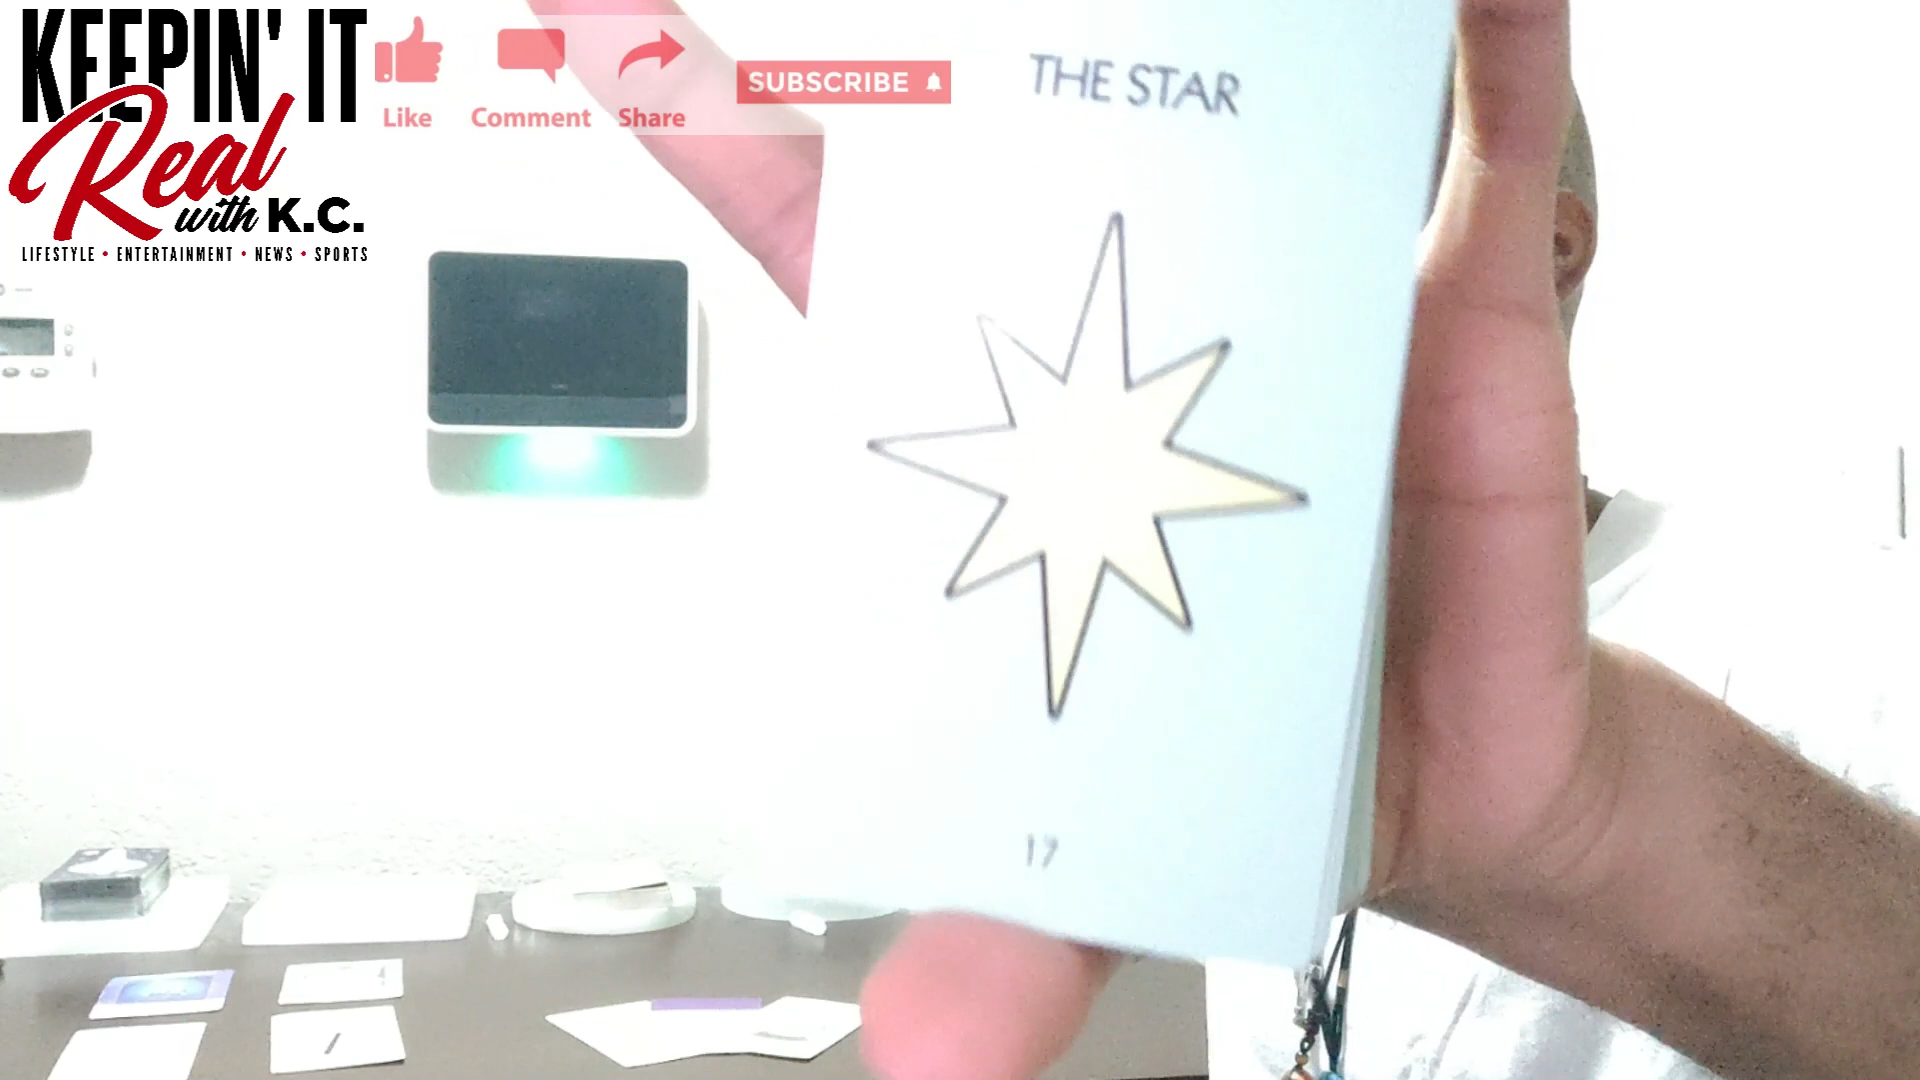 KEEPIN' IT
Real
with K.C.
LIFESTYLE • ENTERTAINMENT • NEWS • SPORTS
Like
Comment
Share
SUBSCRIBE
THE STAR
17